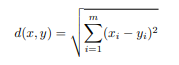 d(x, y) = √(∑_{i=1}^{m} (x_i − y_i)²)